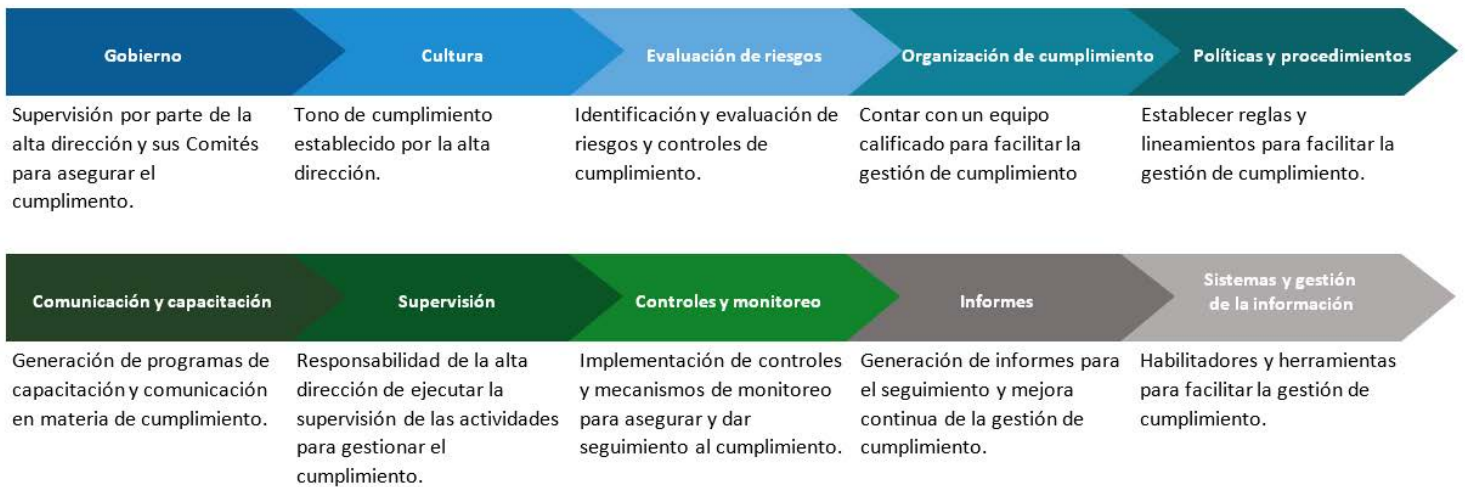 Gobierno
Cultura
Evaluación de riesgos
Organización de cumplimiento
Políticas y procedimientos
Supervisión por parte de la
alta dirección y sus Comités
para asegurar el
cumplimento.
Tono de cumplimiento
establecido por la alta
dirección.
Identificación y evaluación de
riesgos y controles de
cumplimiento.
Contar con un equipo
calificado para facilitar la
gestión de cumplimiento
Establecer reglas y
lineamientos para facilitar la
gestión de cumplimiento.
Comunicación y capacitación
Supervisión
Controles y monitoreo
Informes
Sistemas y gestión
de la información
Generación de programas de
capacitación y comunicación
en materia de cumplimiento.
Responsabilidad de la alta
dirección de ejecutar la
supervisión de las actividades
para gestionar el
cumplimiento.
Implementación de controles
y mecanismos de monitoreo
para asegurar y dar
seguimiento al cumplimiento.
Generación de informes para
el seguimiento y mejora
continua de la gestión de
cumplimiento.
Habilitadores y herramientas
para facilitar la gestión de
cumplimiento.